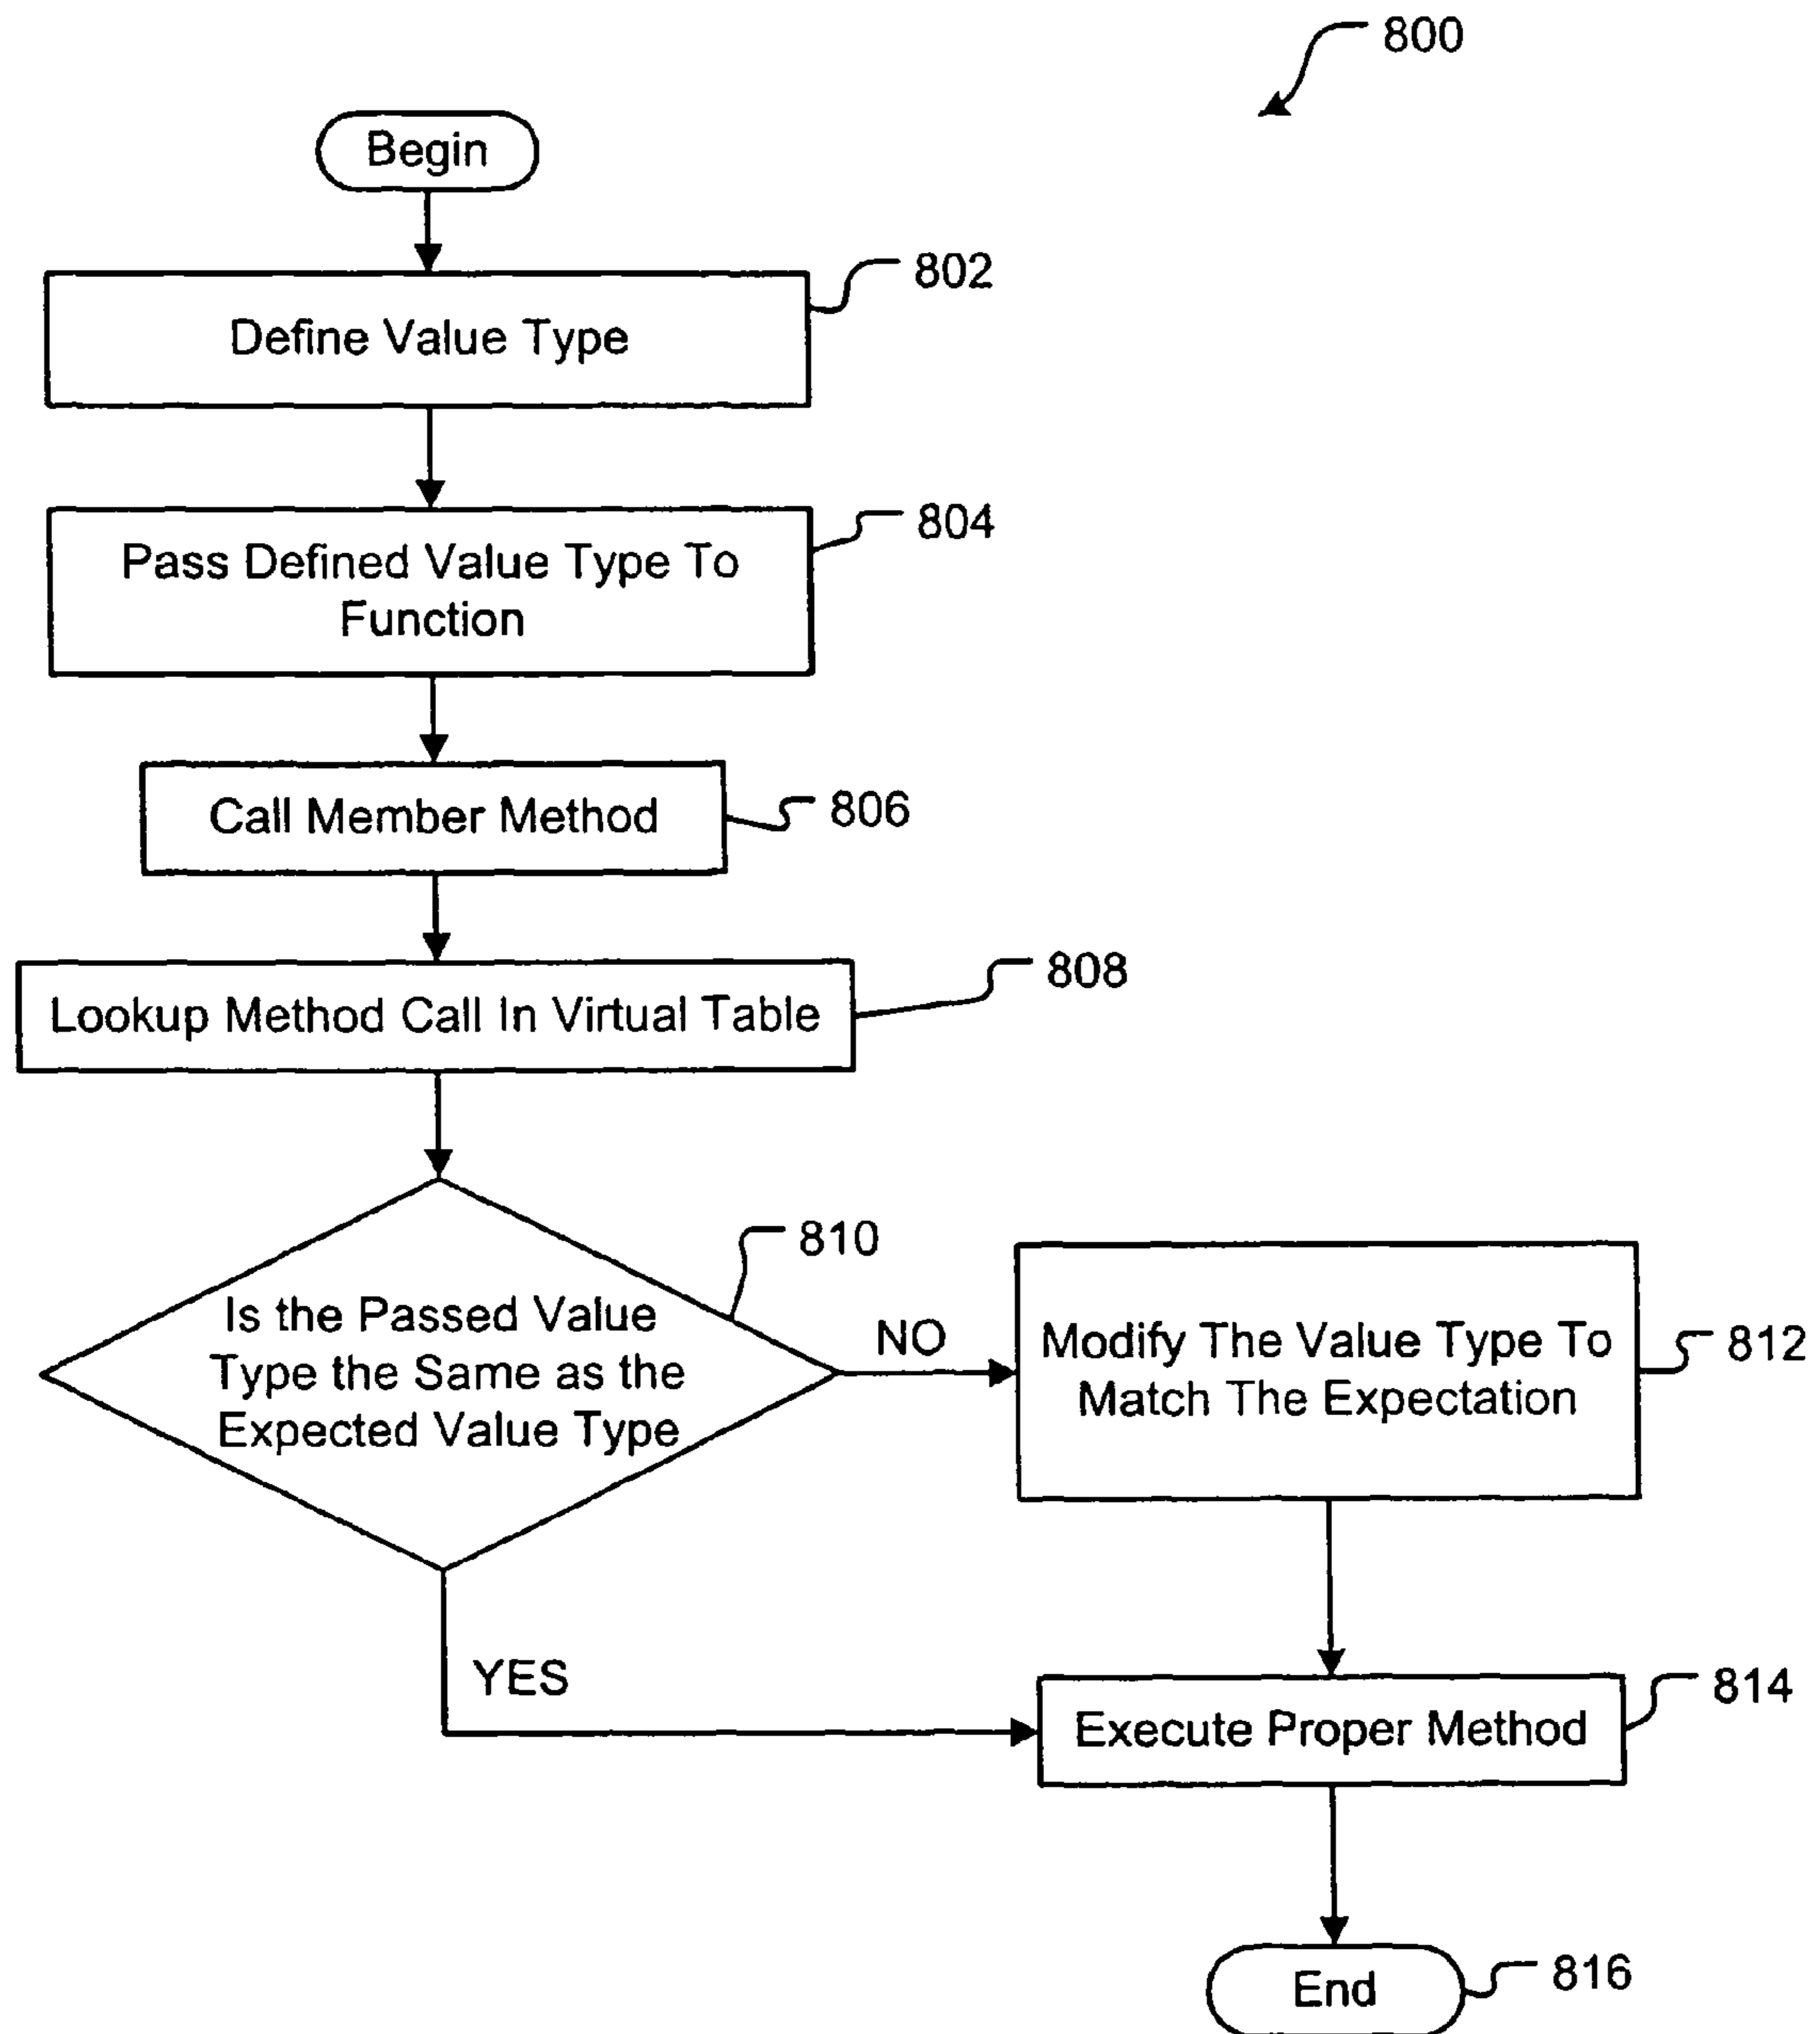 800
Begin
802
Define Value Type
804
Pass Defined Value Type To
Function
806
Call Member Method
808
Lookup Method Call In Virtual Table
810
Is the Passed Value
Type the Same as the
Expected Value Type
NO
Modify The Value Type To
Match The Expectation
812
YES
814
Execute Proper Method
End
816